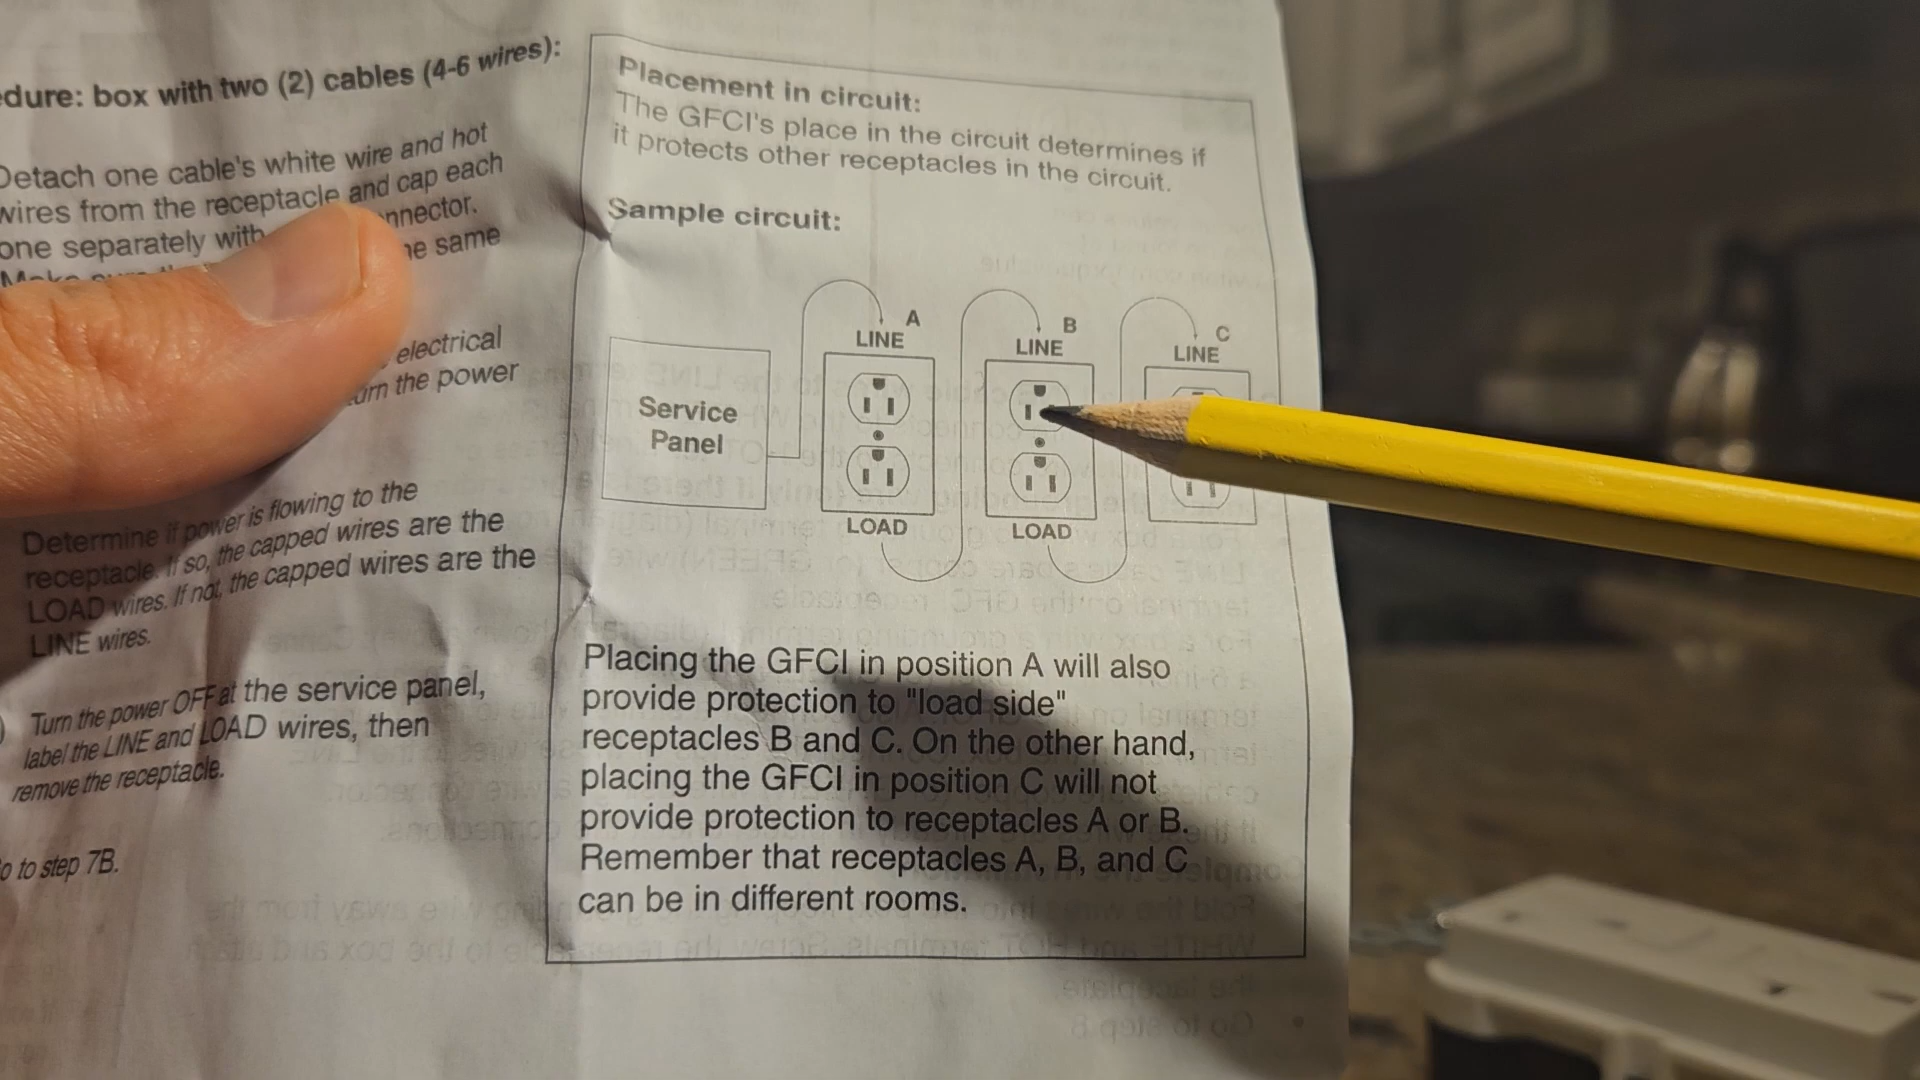 dure: box with two (2) cables (4-6 wires):
Detach one cable's white wire and hot
wires from the receptacle and cap each
one separately with
nnector.
same
electrical
the power
Determine if power is flowing to the
receptacle. If so, the capped wires are the
LOAD wires. If not, the capped wires are the
LINE wires.
Turn the power OFF at the service panel,
label the LINE and LOAD wires, then
remove the receptacle.
to step 7B.
Placement in circuit:
The GFCI's place in the circuit determines if
it protects other receptacles in the circuit.
Sample circuit:
Service
Panel
A
LINE
LOAD
B
LINE
LOAD
C
LINE
Placing the GFCI in position A will also
provide protection to "load side"
receptacles B and C. On the other hand,
placing the GFCI in position C will not
provide protection to receptacles A or B.
Remember that receptacles A, B, and C
can be in different rooms.